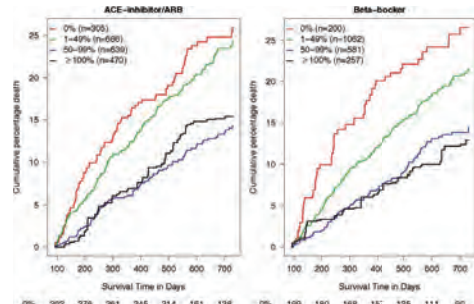 ACE-inhibitor/ARB
0% (n=305)
1-49% (n=686)
50-99% (n=639)
≥100% (n=470)
Cumulative percentage death
25
20
15
10
5
0
100 200 300 400 500 600 700
Survival Time in Days
Beta-bocker
0% (n=200)
1-49% (n=1062)
50-99% (n=581)
≥100% (n=257)
Cumulative percentage death
25
20
15
10
5
0
100 200 300 400 500 600 700
Survival Time in Days